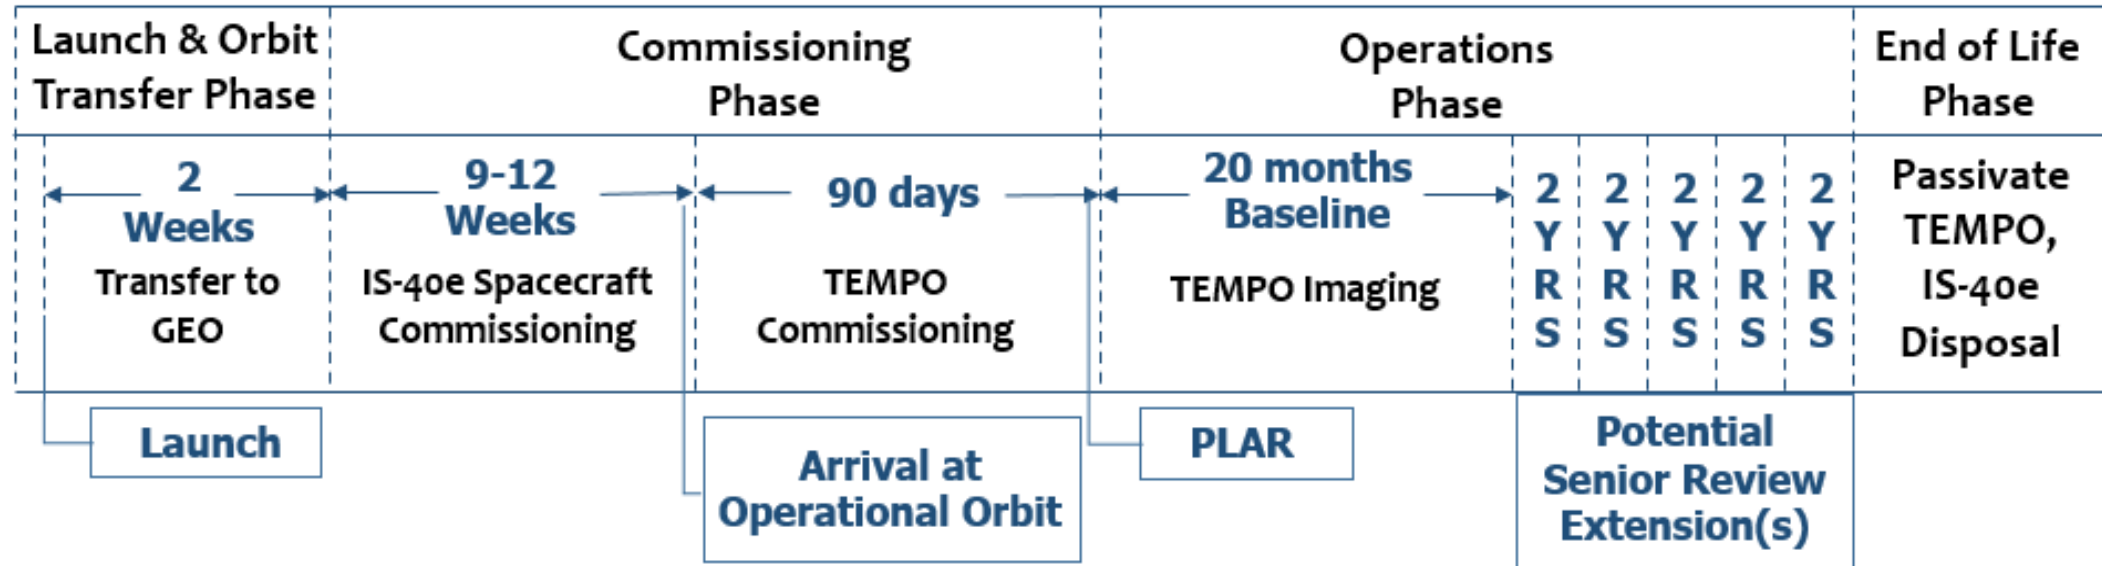 Launch & Orbit
Transfer Phase
Commissioning
Phase
Operations
Phase
End of Life
Phase
2
Weeks
Transfer to
GEO
9-12
Weeks
IS-40e Spacecraft
Commissioning
90 days
TEMPO
Commissioning
20 months
Baseline
TEMPO Imaging
2 2 2 2 2
Y Y Y Y Y
R R R R R
S S S S S
Passivate
TEMPO,
IS-40e
Disposal
Launch
Arrival at
Operational Orbit
PLAR
Potential
Senior Review
Extension(s)